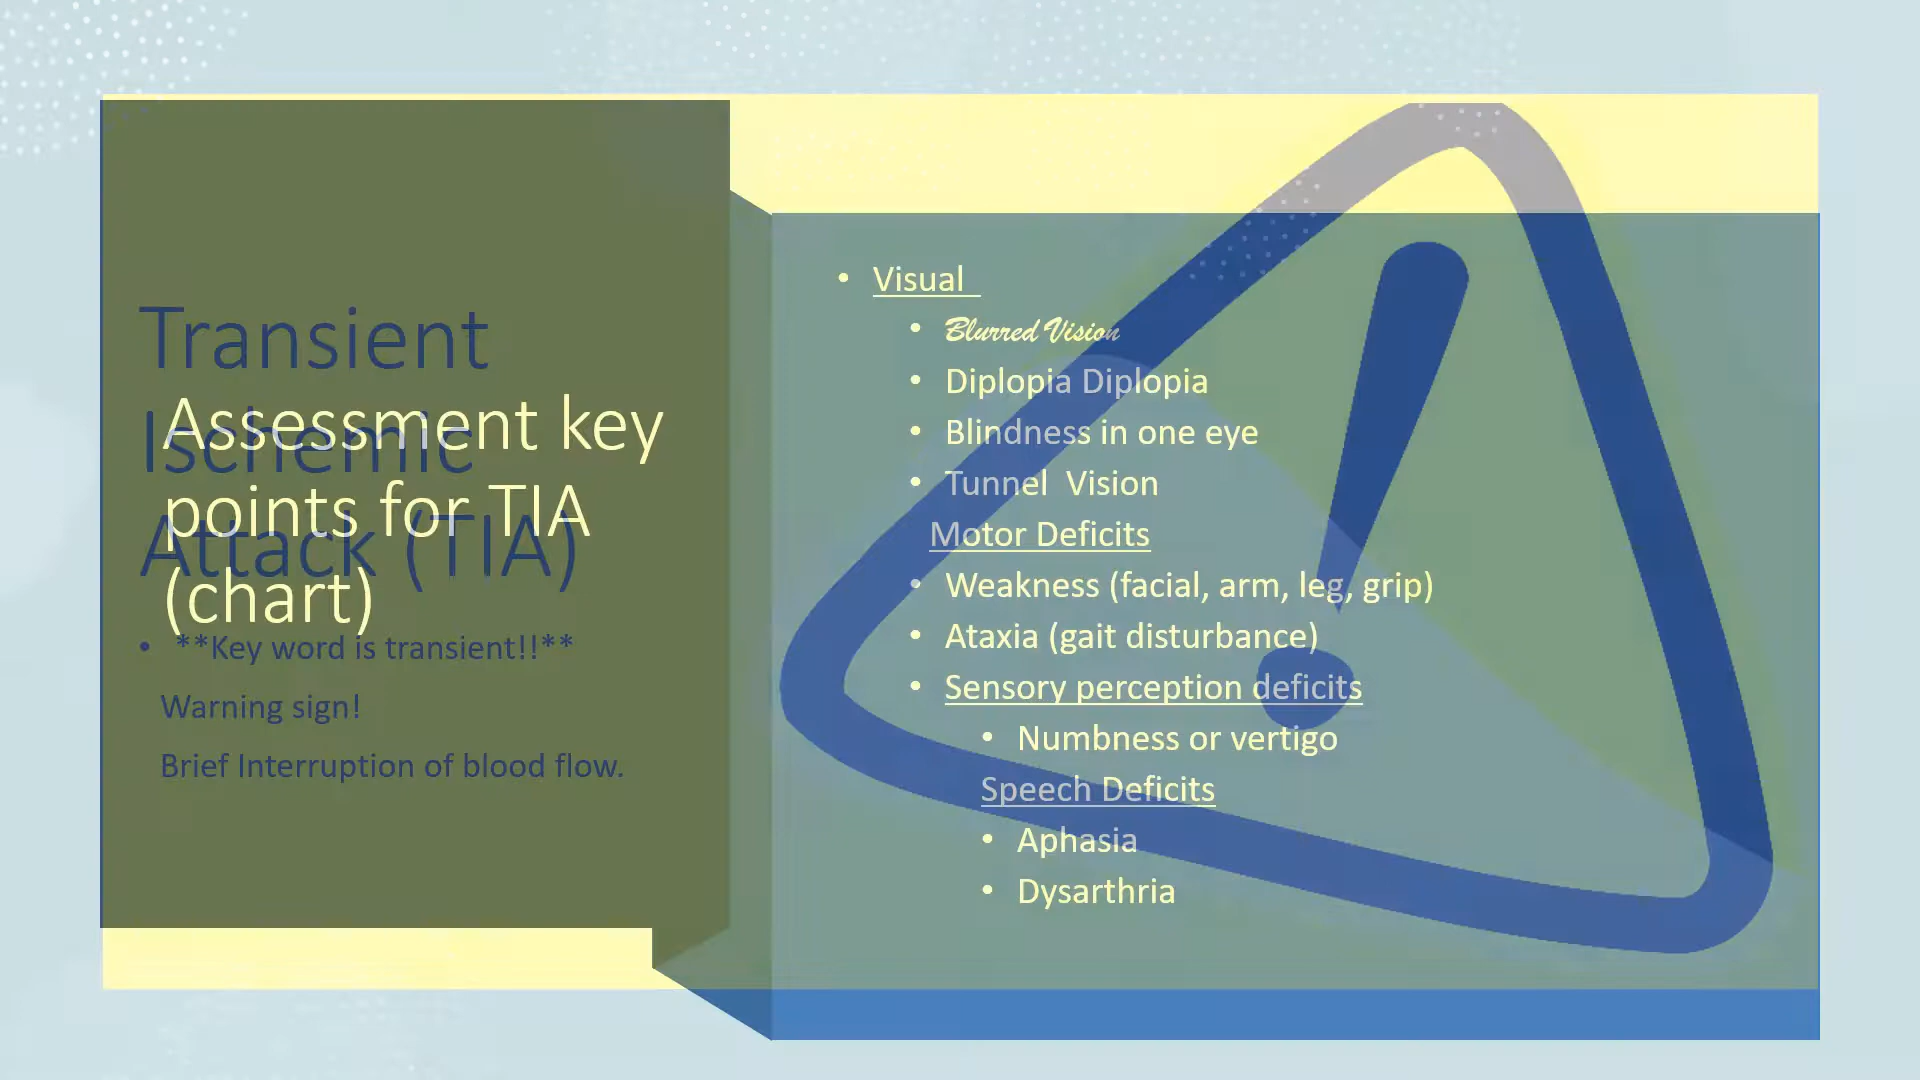 Transient
Ischemic
Attack (TIA)
• **Key word is transient!!**
Warning sign!
Brief Interruption of blood flow.
Assessment key
points for TIA
(chart)
• Visual
• Blurred Vision
• Diplopia Diplopia
• Blindness in one eye
• Tunnel  Vision
Motor Deficits
• Weakness (facial, arm, leg, grip)
• Ataxia (gait disturbance)
• Sensory perception deficits
• Numbness or vertigo
Speech Deficits
• Aphasia
• Dysarthria